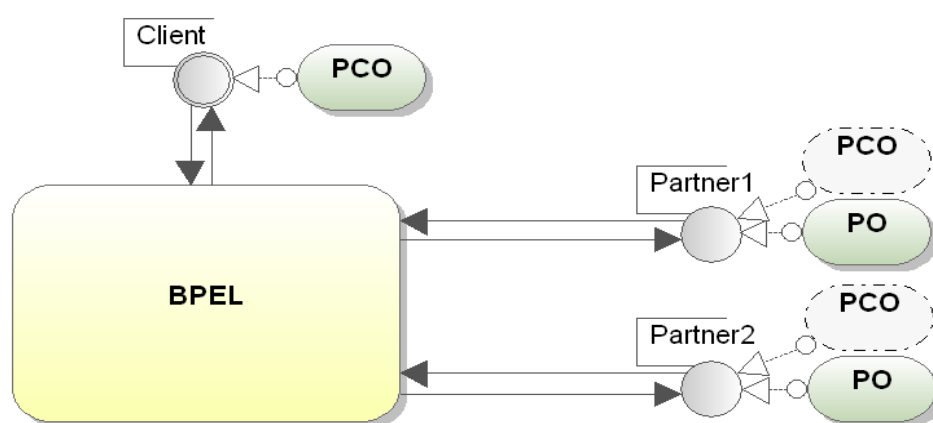 Client
PCO
PCO
Partner1
PO
BPEL
PCO
Partner2
PO